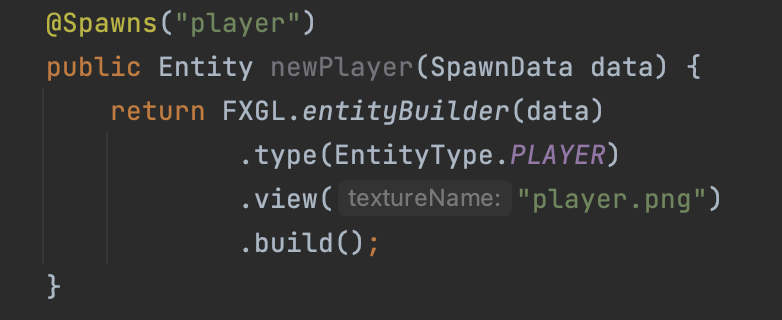 @Spawns("player")
public Entity newPlayer(SpawnData data) {
    return FXGL.entityBuilder(data)
            .type(EntityType.PLAYER)
            .view( textureName: "player.png")
            .build();
}